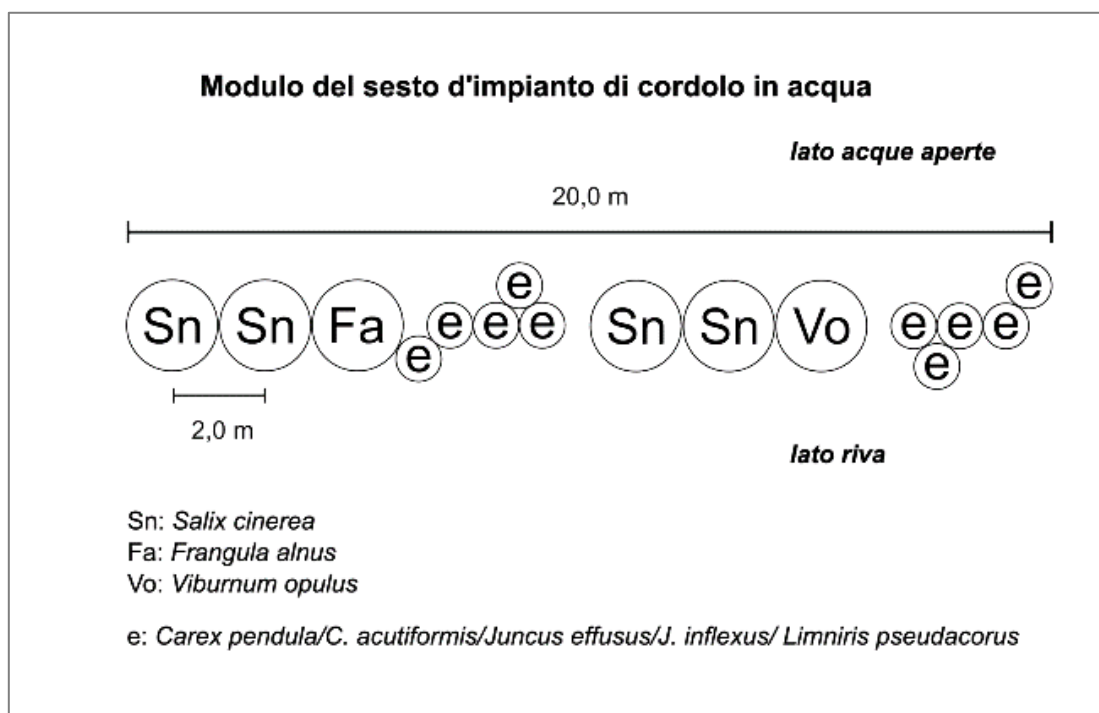 Modulo del sesto d'impianto di cordolo in acqua
lato acque aperte
20,0 m
e
Sn Sn Fa e e e e Sn Sn Vo e e e e
e
2,0 m
lato riva
Sn: Salix cinerea
Fa: Frangula alnus
Vo: Viburnum opulus
e: Carex pendula/C. acutiformis/Juncus effusus/J. inflexus/ Limniris pseudacorus